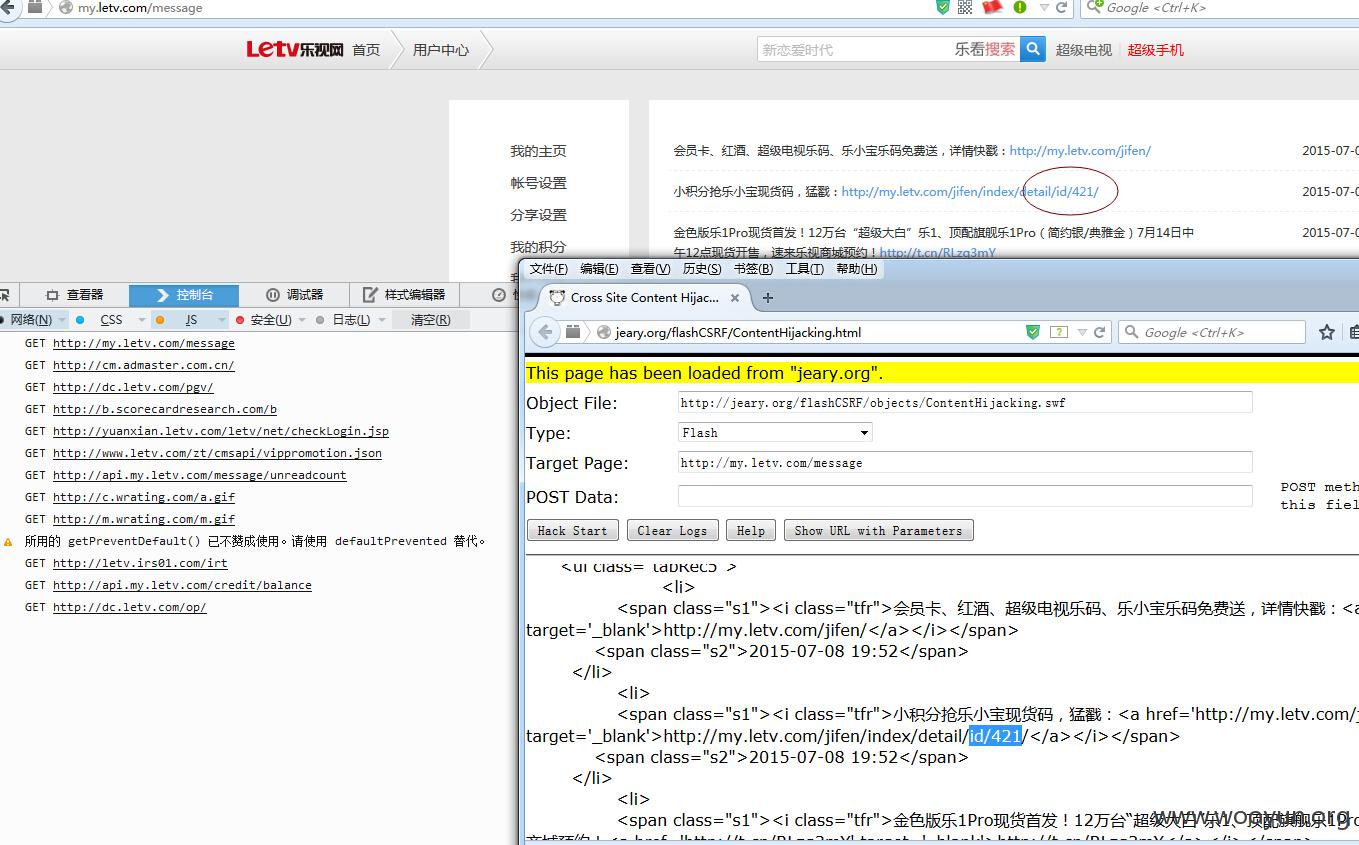 my.letv.com/message
Google <Ctrl+K>
Letv乐视网 首页 用户中心
新恋爱时代 乐看搜索 超级电视 超级手机
我的主页
帐号设置
分享设置
我的积分
会员卡、红酒、超级电视乐码、乐小宝乐码免费送，详情快戳：http://my.letv.com/jifen/ 2015-07-0
小积分抢乐小宝现货码，猛戳：http://my.letv.com/jifen/index/detail/id/421/ 2015-07-0
金色版乐1Pro现货首发！12万台“超级大白”乐1、顶配旗舰乐1Pro（简约银/典雅金）7月14日中 2015-07-0
午12点现货开售，速来乐视商城预约！http://t.cn/RLzq3mY
查看器 控制台 调试器 样式编辑器
网络(N) CSS JS 安全(U) 日志(L) 清空(R)
GET http://my.letv.com/message
GET http://cm.admaster.com.cn/
GET http://dc.letv.com/pgv/
GET http://b.scorecardresearch.com/b
GET http://yuanxian.letv.com/letv/net/checkLogin.jsp
GET http://www.letv.com/zt/cmsapi/vippromotion.json
GET http://api.my.letv.com/message/unreadcount
GET http://c.wrating.com/a.gif
GET http://m.wrating.com/m.gif
所用的 getPreventDefault() 已不赞成使用。请使用 defaultPrevented 替代。
GET http://letv.irs01.com/irt
GET http://api.my.letv.com/credit/balance
GET http://dc.letv.com/op/
文件(F) 编辑(E) 查看(V) 历史(S) 书签(B) 工具(T) 帮助(H)
Cross Site Content Hijac...
jeary.org/flashCSRF/ContentHijacking.html
Google <Ctrl+K>
This page has been loaded from "jeary.org".
Object File: http://jeary.org/flashCSRF/objects/ContentHijacking.swf
Type: Flash
Target Page: http://my.letv.com/message
POST Data:
POST meth
this fiel
Hack Start Clear Logs Help Show URL with Parameters
<ul class="tabRec5">
<li>
<span class="s1"><i class="tfr">会员卡、红酒、超级电视乐码、乐小宝乐码免费送，详情快戳：<a
target='_blank'>http://my.letv.com/jifen/</a></i></span>
<span class="s2">2015-07-08 19:52</span>
</li>
<li>
<span class="s1"><i class="tfr">小积分抢乐小宝现货码，猛戳：<a href='http://my.letv.com/j
target='_blank'>http://my.letv.com/jifen/index/detail/id/421/</a></i></span>
<span class="s2">2015-07-08 19:52</span>
</li>
<li>
<span class="s1"><i class="tfr">金色版乐1Pro现货首发！12万台“超级大白”乐1、顶配旗舰乐1Pro
商城预约！<a href='http://t.cn/RLzq3mY' target='_blank'>http://t.cn/RLzq3mY</a></i></span>
www.wooyun.org